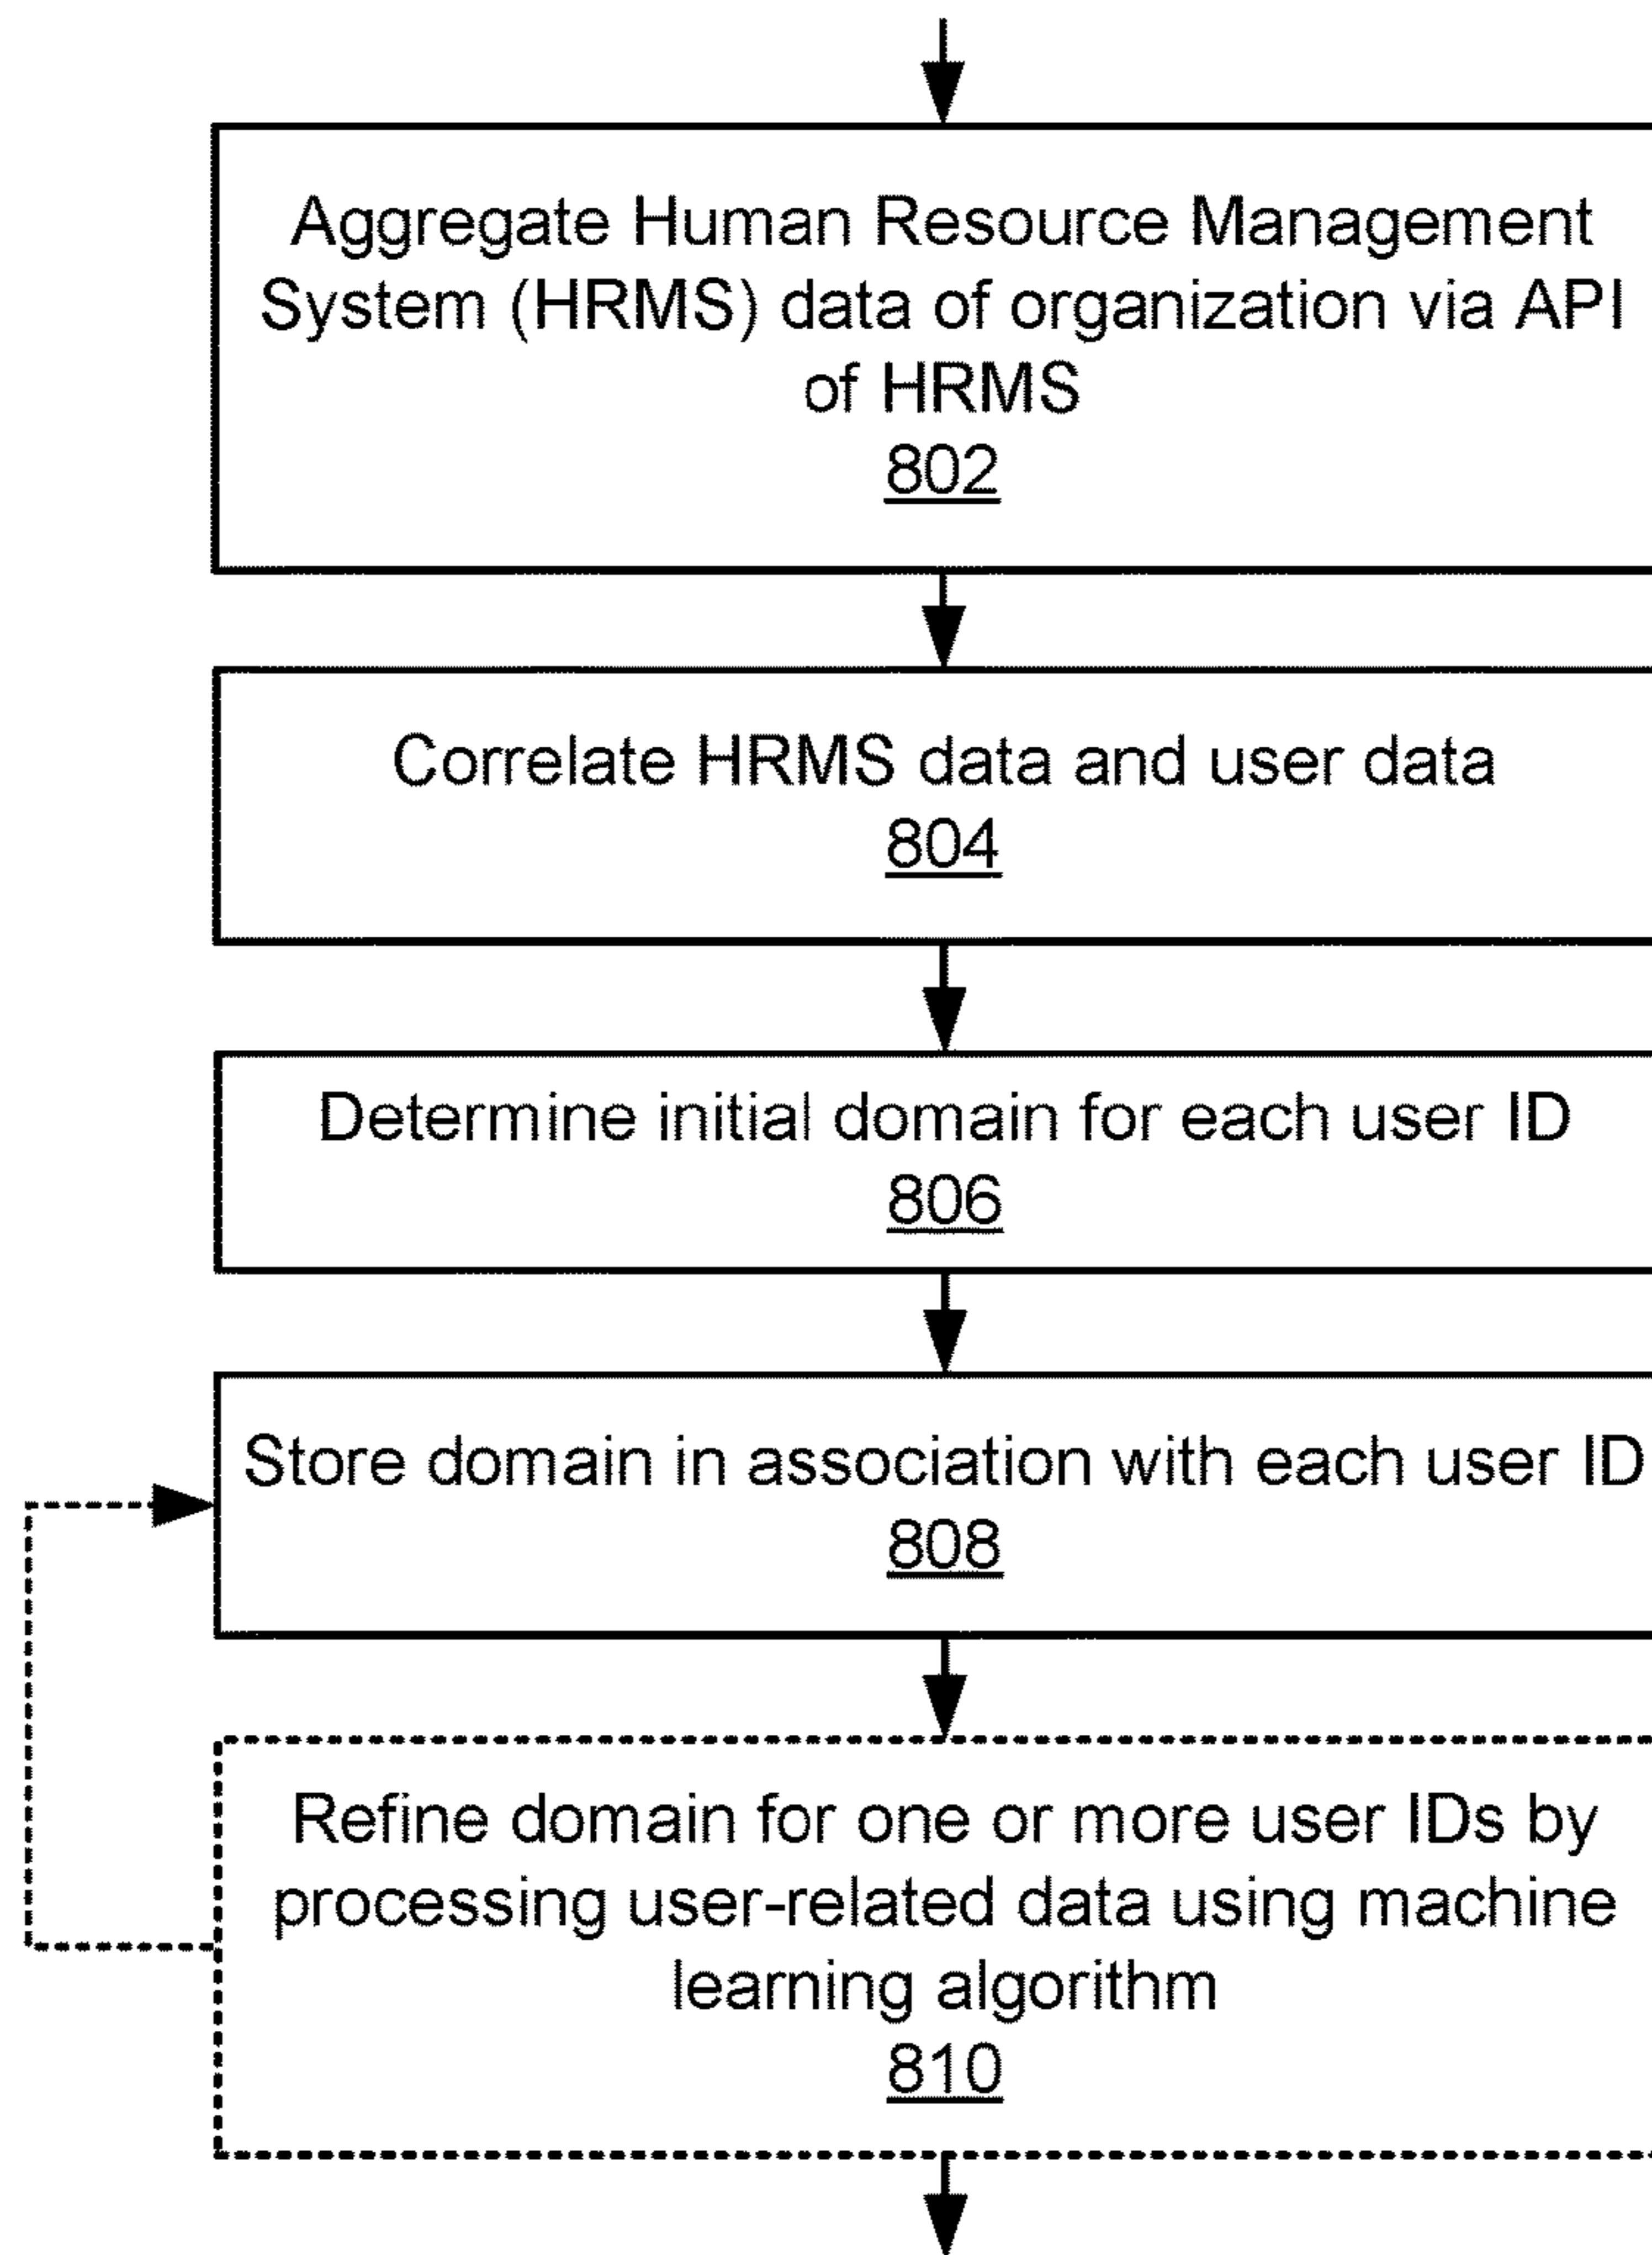 Aggregate Human Resource Management
System (HRMS) data of organization via API
of HRMS
802
Correlate HRMS data and user data
804
Determine initial domain for each user ID
806
Store domain in association with each user ID
808
Refine domain for one or more user IDs by
processing user-related data using machine
learning algorithm
810